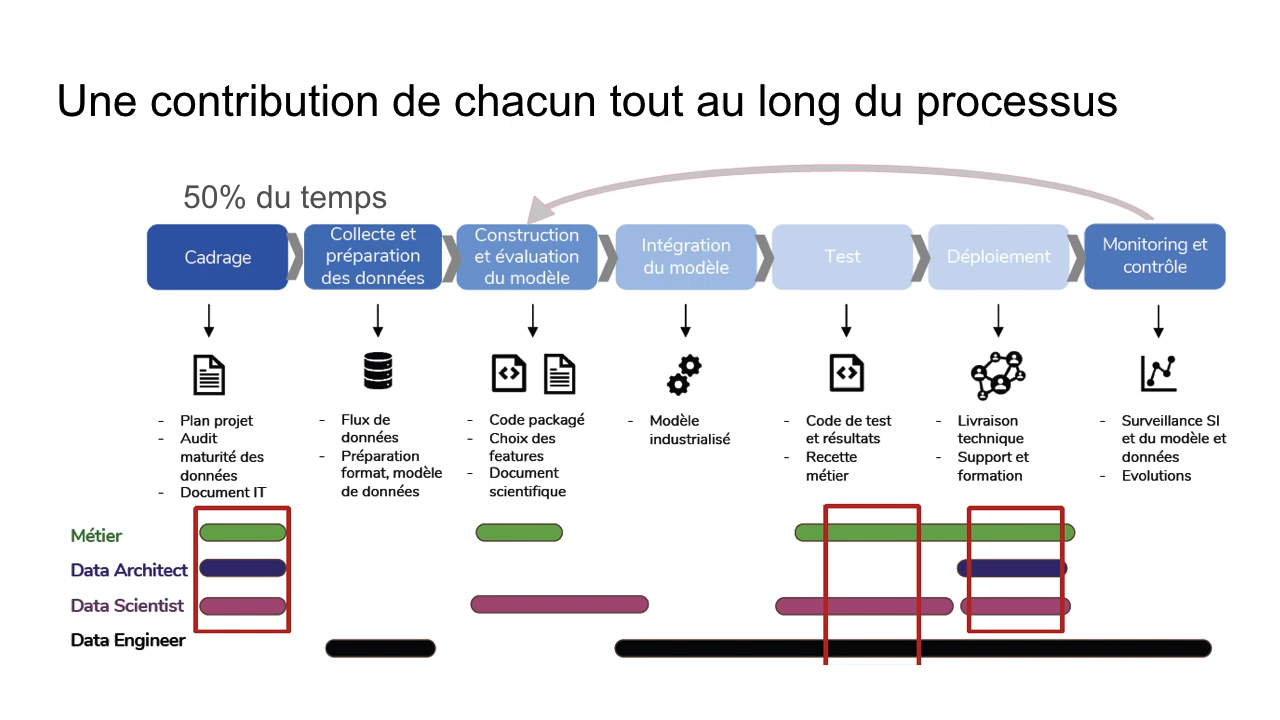 Une contribution de chacun tout au long du processus
50% du temps
Cadrage
Collecte et
préparation
des données
Construction
et évaluation
du modèle
Intégration
du modèle
Test
Déploiement
Monitoring et
contrôle
- Plan projet
- Audit
maturité des
données
- Document IT
- Flux de
données
- Préparation
format, modèle
de données
- Code packagé
- Choix des
features
- Document
scientifique
- Modèle
industrialisé
- Code de test
et résultats
- Recette
métier
- Livraison
technique
- Support et
formation
- Surveillance SI
et du modèle et
données
- Evolutions
Métier
Data Architect
Data Scientist
Data Engineer